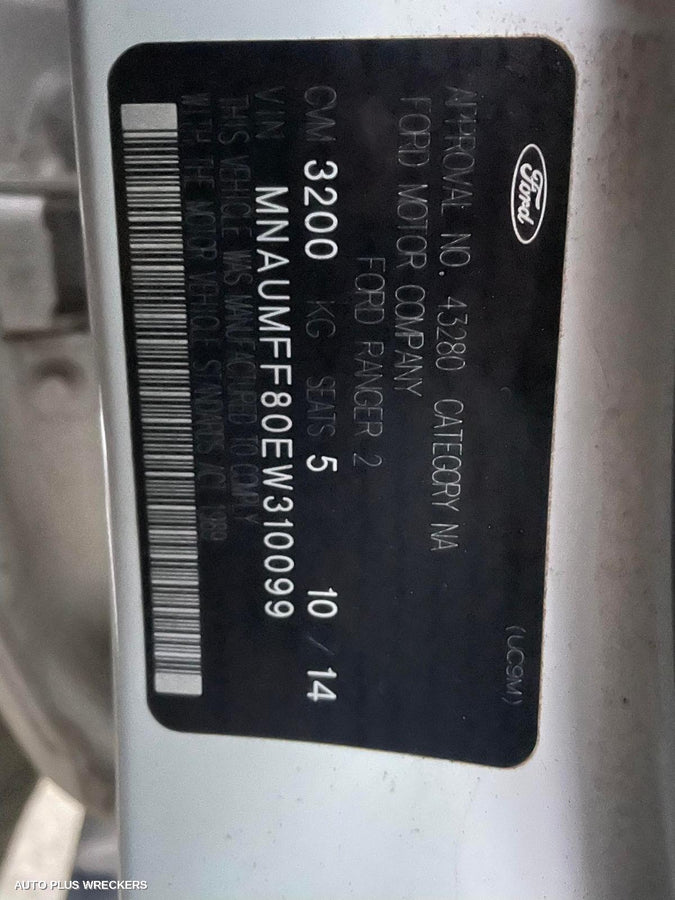 Ford
(UC9M)
APPROVAL NO. 43280 CATEGORY NA
FORD MOTOR COMPANY
FORD RANGER 2
GVM 3200 KG SEATS 5 10 / 14
VIN MNAUMFF80EW310099
THIS VEHICLE WAS MANUFACTURED TO COMPLY
WITH THE MOTOR VEHICLE STANDARDS ACT 1989
AUTO PLUS WRECKERS